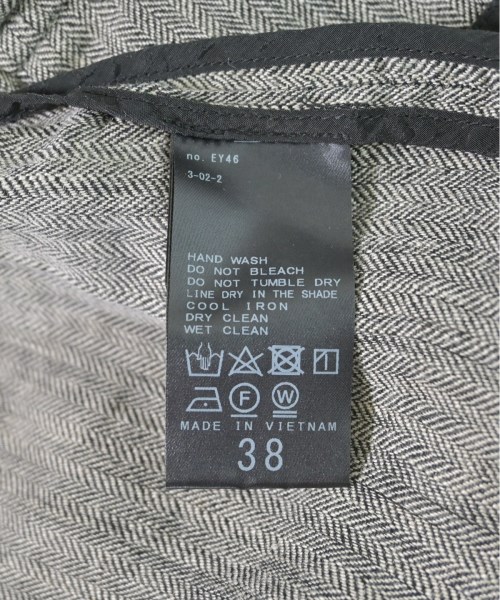 no. EY46
3-02-2
HAND WASH
DO NOT BLEACH
DO NOT TUMBLE DRY
LINE DRY IN THE SHADE
COOL IRON
DRY CLEAN
WET CLEAN
F W
MADE IN VIETNAM
38